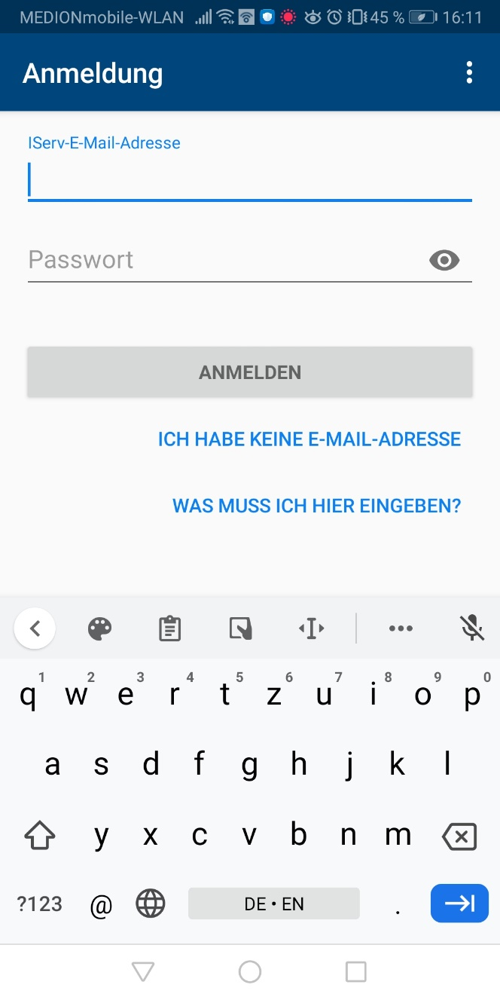 MEDIONmobile-WLAN 45 % 16:11
Anmeldung
IServ-E-Mail-Adresse
Passwort
ANMELDEN
ICH HABE KEINE E-MAIL-ADRESSE
WAS MUSS ICH HIER EINGEBEN?
1 2 3 4 5 6 7 8 9 0
q w e r t z u i o p
a s d f g h j k l
y x c v b n m
?123 @ DE • EN .